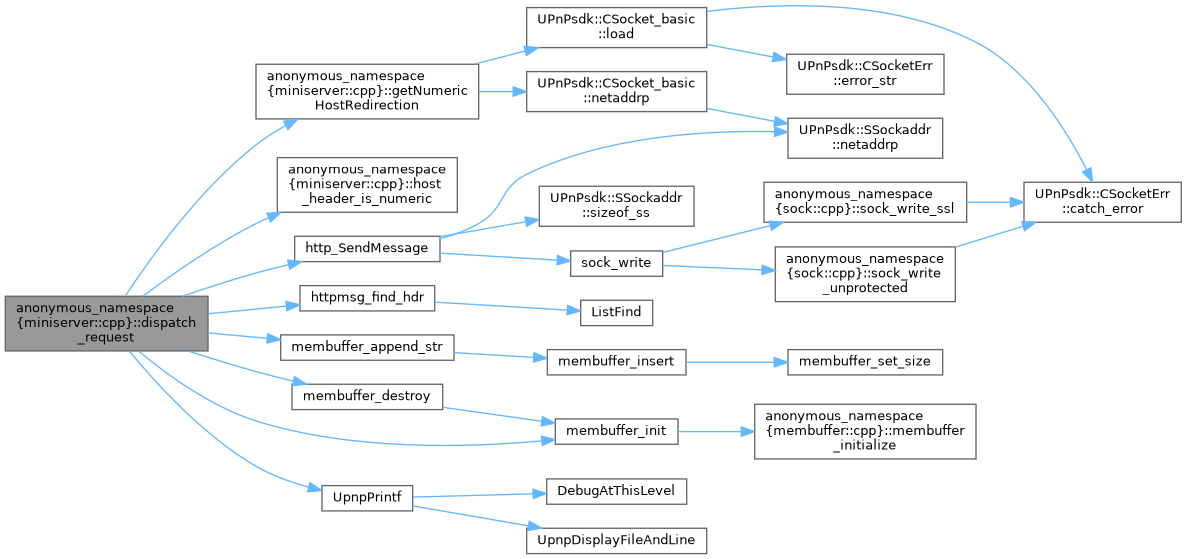 anonymous_namespace
{miniserver::cpp}::dispatch
_request
anonymous_namespace
{miniserver::cpp}::getNumeric
HostRedirection
anonymous_namespace
{miniserver::cpp}::host
_header_is_numeric
http_SendMessage
httpmsg_find_hdr
membuffer_append_str
membuffer_destroy
UpnpPrintf
UPnPsdk::CSocket_basic
::load
UPnPsdk::CSocket_basic
::netaddrp
UPnPsdk::SSockaddr
::sizeof_ss
sock_write
ListFind
membuffer_insert
membuffer_init
DebugAtThisLevel
UpnpDisplayFileAndLine
UPnPsdk::CSocketErr
::error_str
UPnPsdk::SSockaddr
::netaddrp
anonymous_namespace
{sock::cpp}::sock_write_ssl
anonymous_namespace
{sock::cpp}::sock_write
_unprotected
membuffer_set_size
anonymous_namespace
{membuffer::cpp}::membuffer
_initialize
UPnPsdk::CSocketErr
::catch_error